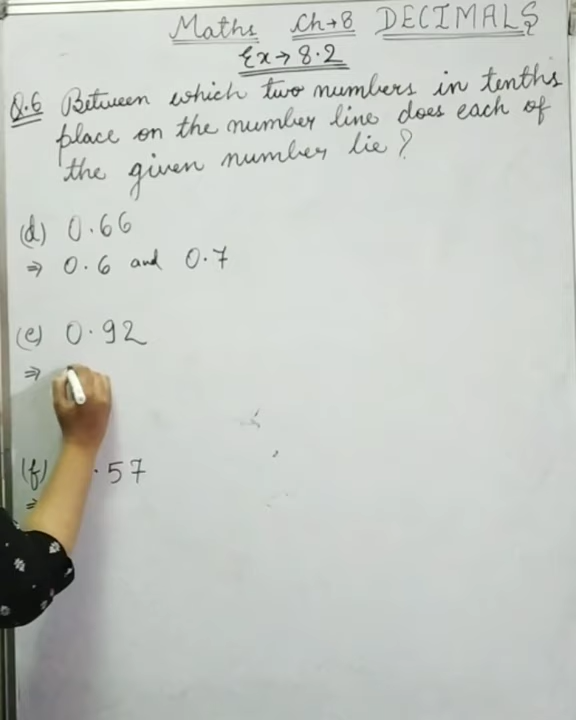 Maths Ch→8 DECIMALS
Ex→8.2
Q.6 Between which two numbers in tenths
place on the number line does each of
the given number lie?
(d) 0.66
⇒ 0.6 and 0.7
(e) 0.92
⇒
(f) .57
⇒